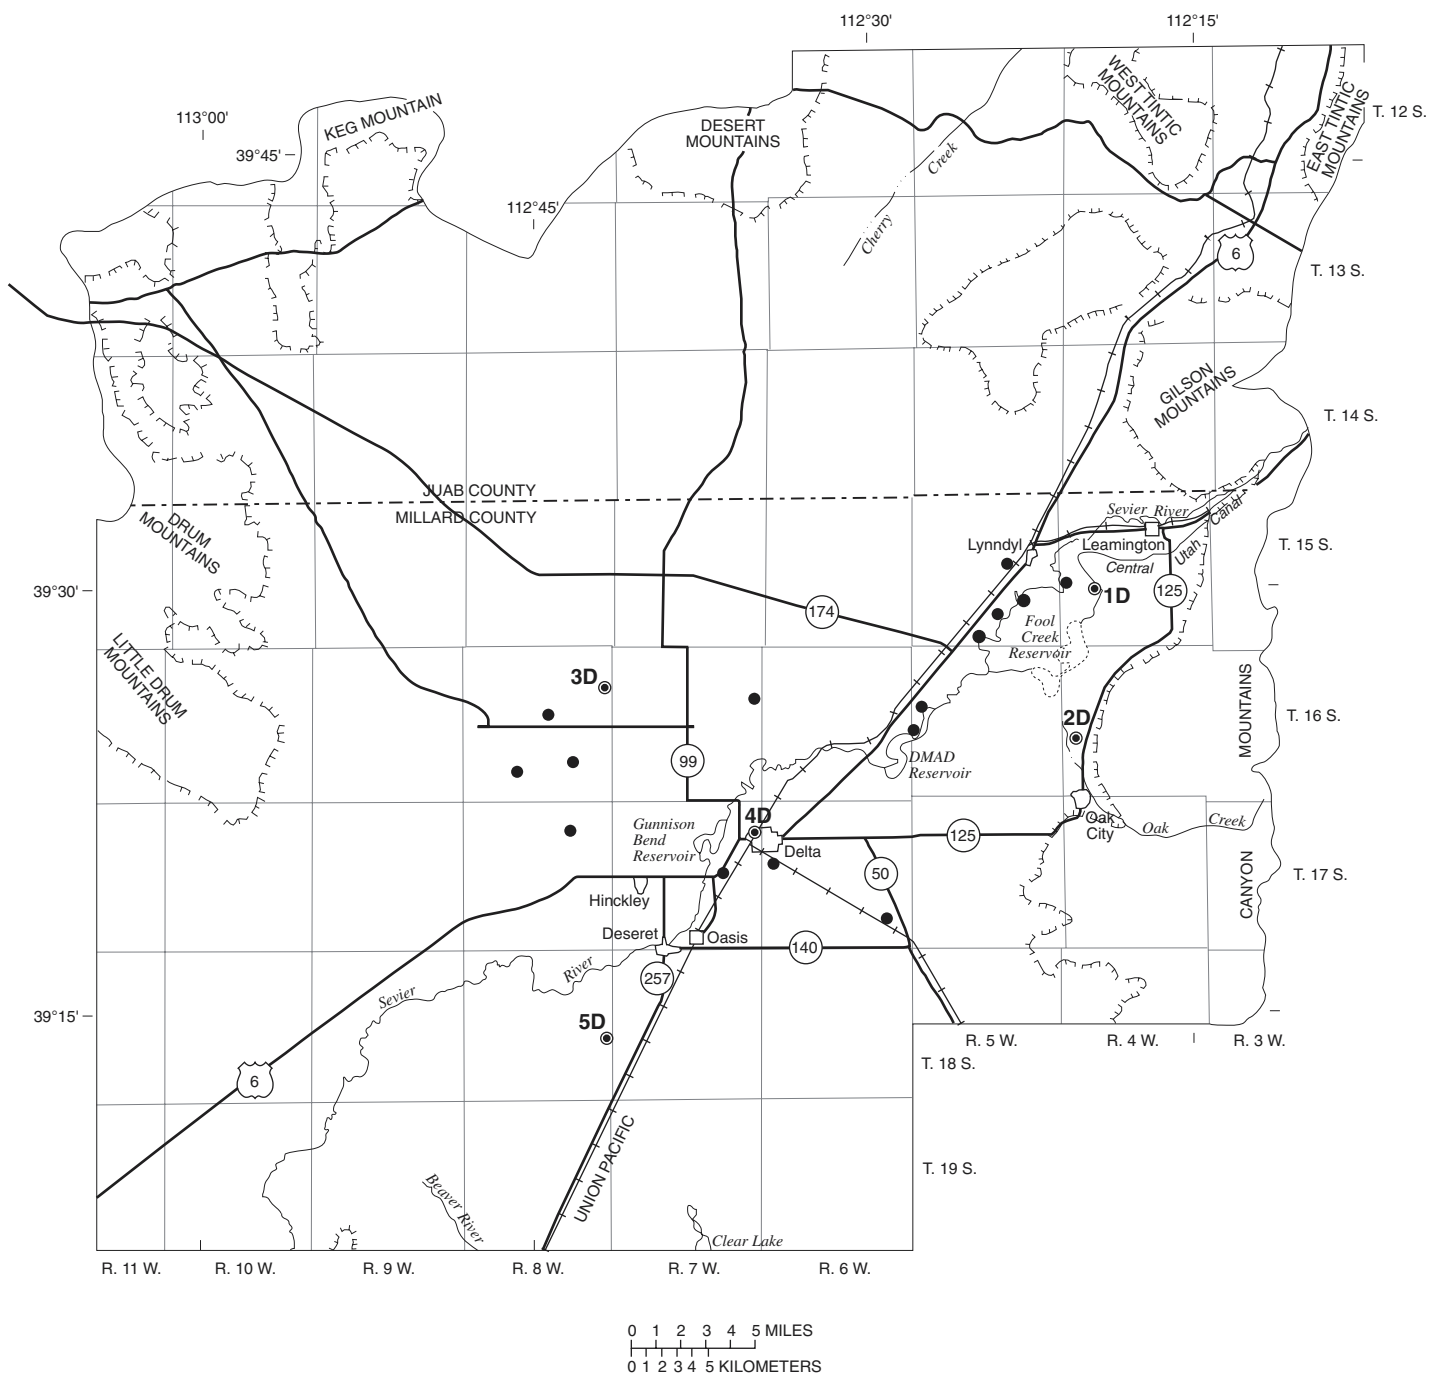 112°30'
112°15'
113°00'
39°45'
KEG MOUNTAIN
DESERT
MOUNTAINS
WEST TINTIC
MOUNTAINS
EAST TINTIC
MOUNTAINS
T. 12 S.
Cherry
Creek
112°45'
6
T. 13 S.
GILSON
MOUNTAINS
T. 14 S.
JUAB COUNTY
MILLARD COUNTY
DRUM
MOUNTAINS
Sevier River
Canal
Utah
Central
Lynndyl
Leamington
T. 15 S.
39°30'
174
1D
125
Fool
Creek
Reservoir
LITTLE DRUM
MOUNTAINS
3D
2D
MOUNTAINS
T. 16 S.
99
DMAD
Reservoir
4D
Gunnison
Bend
Reservoir
Delta
125
Oak
City
Oak
Creek
50
CANYON
T. 17 S.
Hinckley
Deseret
Oasis
140
River
Sevier
257
39°15'
5D
R. 5 W.
R. 4 W.
R. 3 W.
T. 18 S.
6
UNION PACIFIC
T. 19 S.
Beaver River
Clear Lake
R. 11 W.
R. 10 W.
R. 9 W.
R. 8 W.
R. 7 W.
R. 6 W.
0 1 2 3 4 5 MILES
0 1 2 3 4 5 KILOMETERS